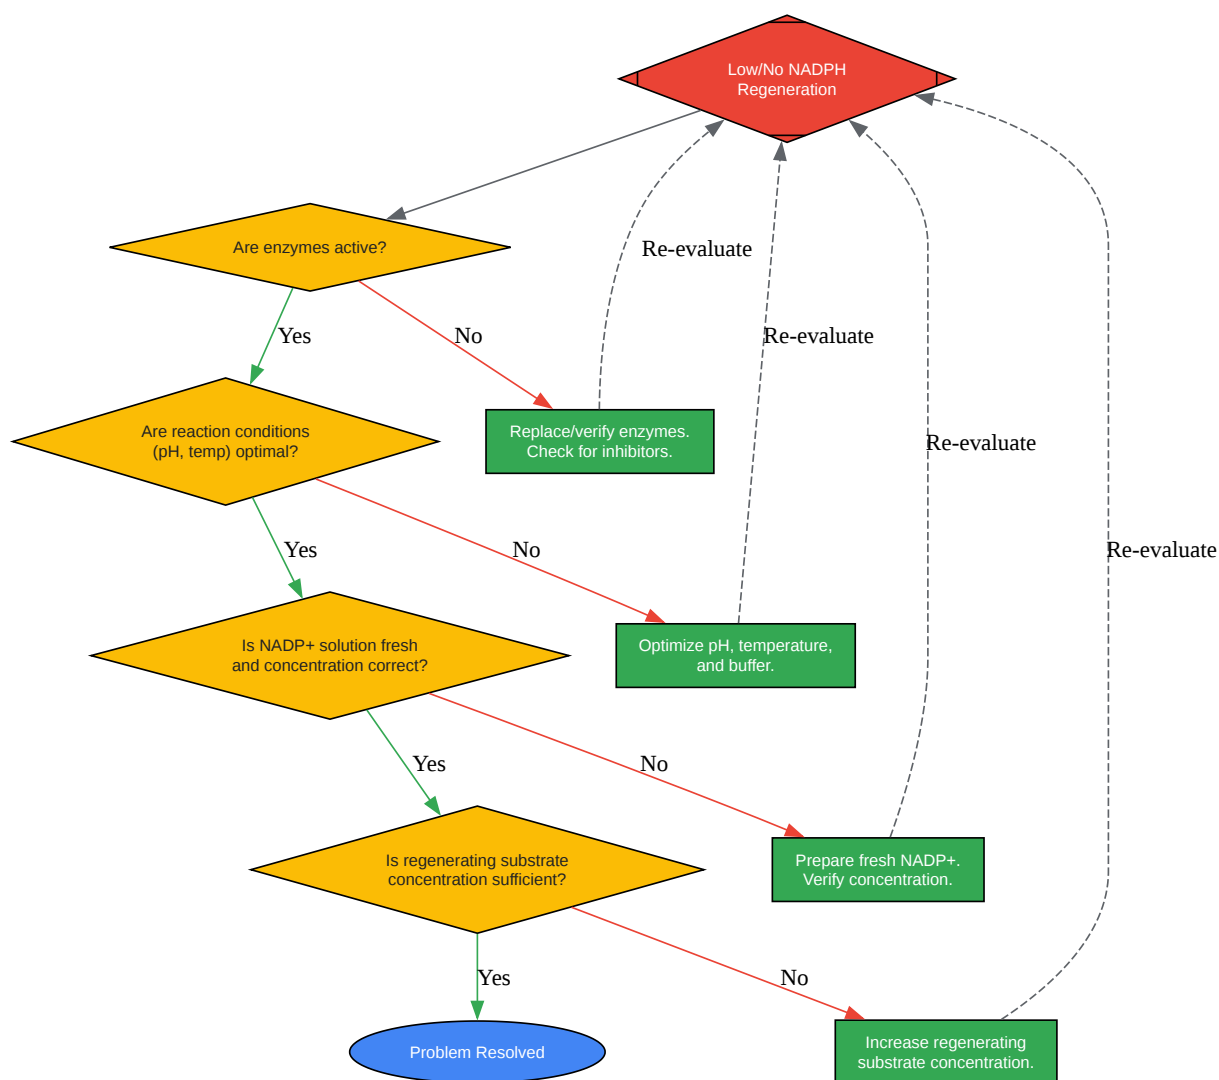 Low/No NADPH
Regeneration
Are enzymes active?
Re-evaluate
Yes
No
Re-evaluate
Are reaction conditions
(pH, temp) optimal?
Replace/verify enzymes.
Check for inhibitors.
Re-evaluate
Yes
No
Re-evaluate
Is NADP+ solution fresh
and concentration correct?
Optimize pH, temperature,
and buffer.
Yes
No
Is regenerating substrate
concentration sufficient?
Prepare fresh NADP+.
Verify concentration.
Yes
No
Problem Resolved
Increase regenerating
substrate concentration.